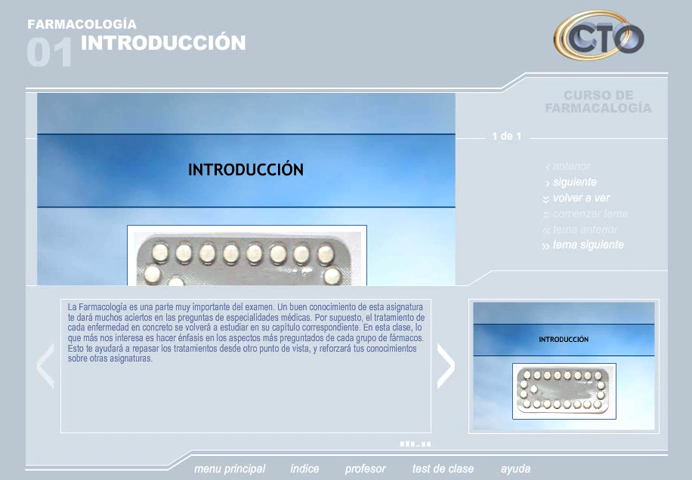 FARMACOLOGÍA
01 INTRODUCCIÓN
CTO
CURSO DE
FARMACALOGÍA
1 de 1
INTRODUCCIÓN
anterior
siguiente
volver a ver
comenzar tema
tema anterior
tema siguiente
La Farmacología es una parte muy importante del examen. Un buen conocimiento de esta asignatura
te dará muchos aciertos en las preguntas de especialidades médicas. Por supuesto, el tratamiento de
cada enfermedad en concreto se volverá a estudiar en su capítulo correspondiente. En esta clase, lo
que más nos interesa es hacer énfasis en los aspectos más preguntados de cada grupo de fármacos.
Esto te ayudará a repasar los tratamientos desde otro punto de vista, y reforzará tus conocimientos
sobre otras asignaturas.
INTRODUCCIÓN
menu principal índice profesor test de clase ayuda